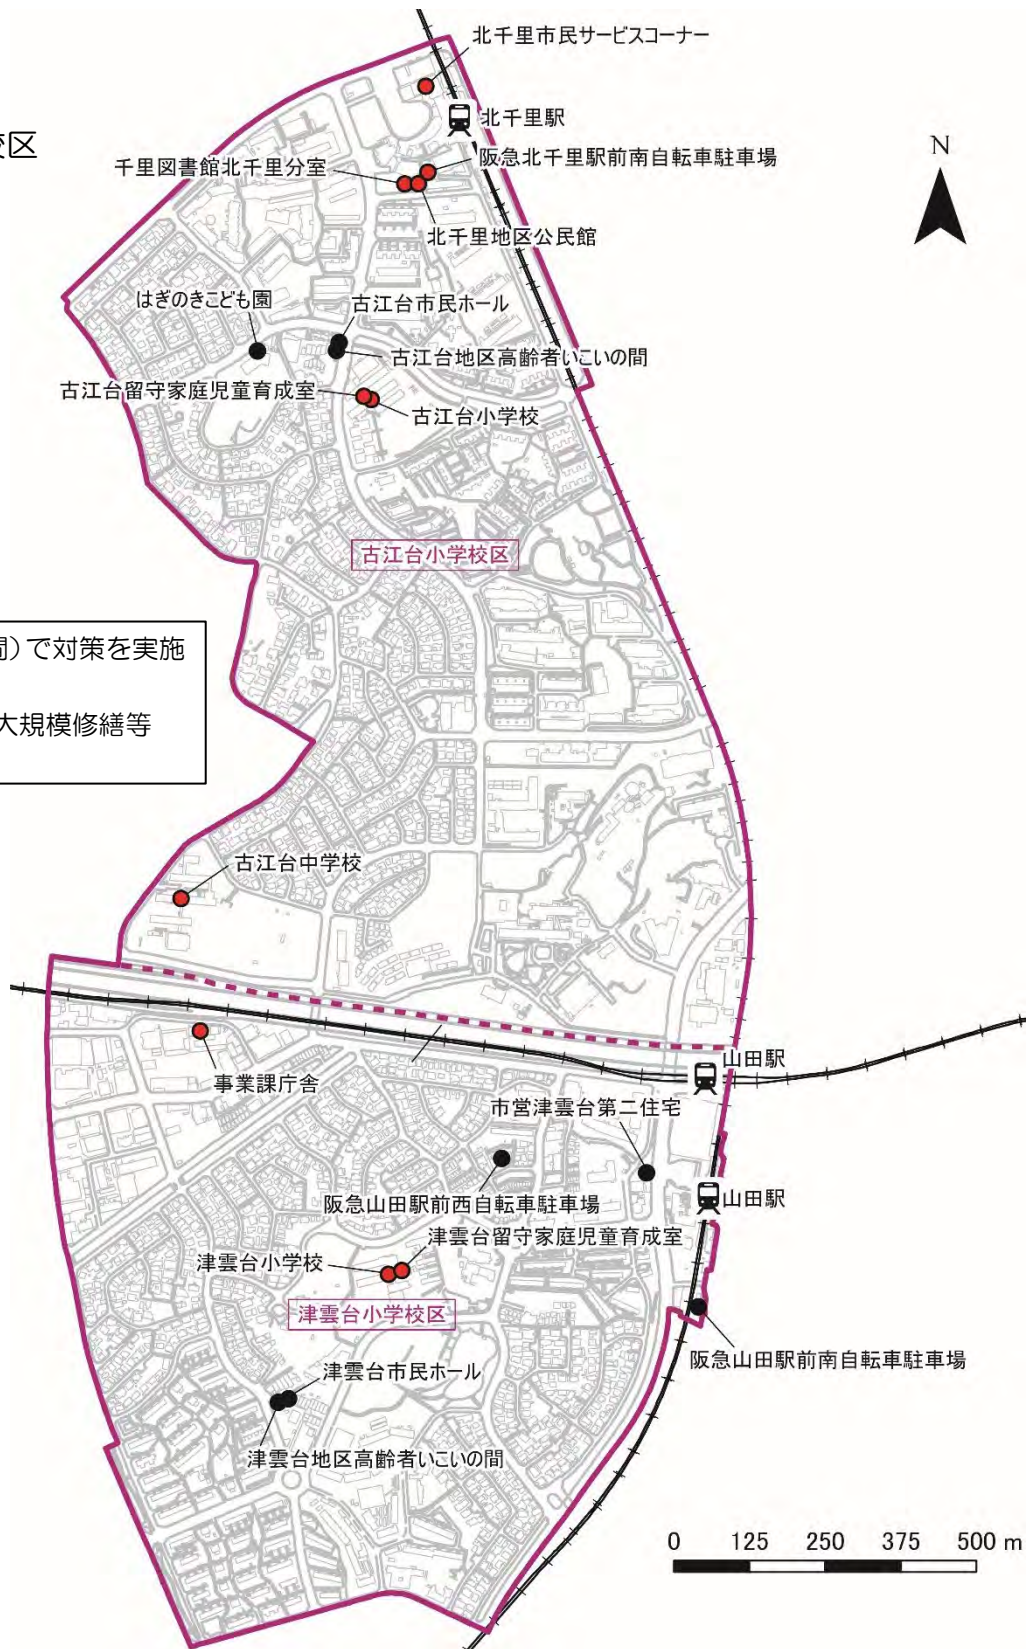 北千里市民サービスコーナー
北千里駅
校区
阪急北千里駅前南自転車駐車場
千里図書館北千里分室
N
北千里地区公民館
はぎのきこども園
古江台市民ホール
古江台地区高齢者いこいの間
古江台留守家庭児童育成室
古江台小学校
古江台小学校区
間)で対策を実施
大規模修繕等
古江台中学校
山田駅
事業課庁舎
市営津雲台第二住宅
阪急山田駅前西自転車駐車場
山田駅
津雲台留守家庭児童育成室
津雲台小学校
津雲台小学校区
阪急山田駅前南自転車駐車場
津雲台市民ホール
津雲台地区高齢者いこいの間
0 125 250 375 500 m